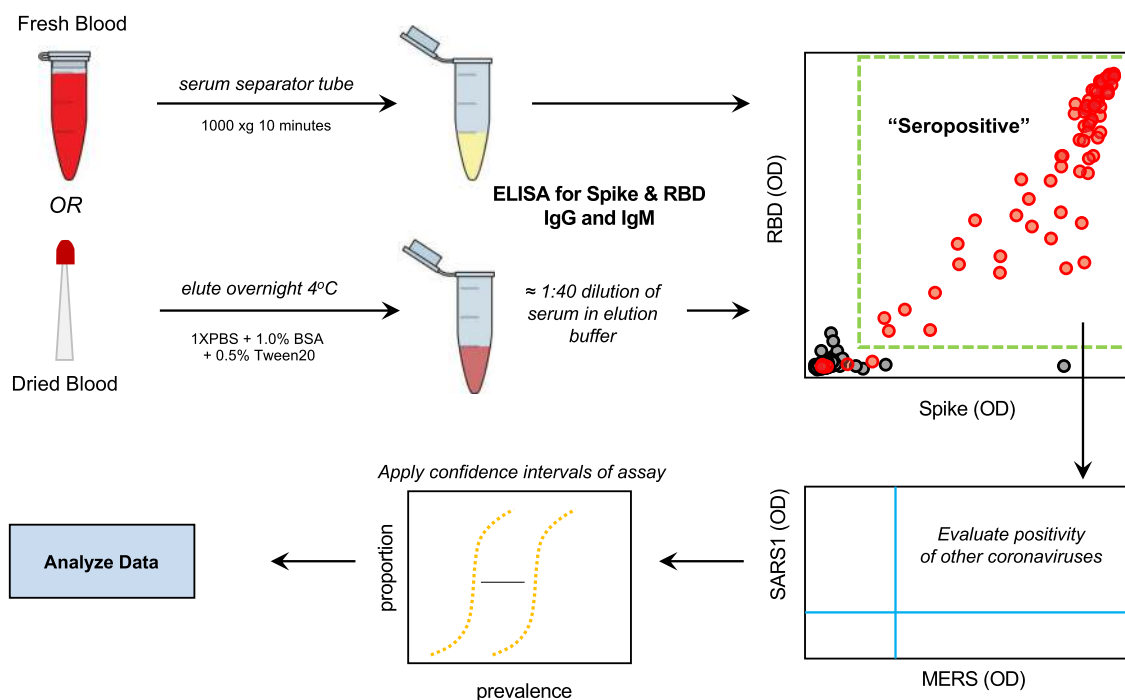 Fresh Blood
serum separator tube
1000 xg 10 minutes
OR
ELISA for Spike & RBD
IgG and IgM
elute overnight 4ºC
1XPBS + 1.0% BSA
+ 0.5% Tween20
≈ 1:40 dilution of
serum in elution
buffer
Dried Blood
RBD (OD)
“Seropositive”
Spike (OD)
SARS1 (OD)
Evaluate positivity
of other coronaviruses
MERS (OD)
Apply confidence intervals of assay
proportion
prevalence
Analyze Data